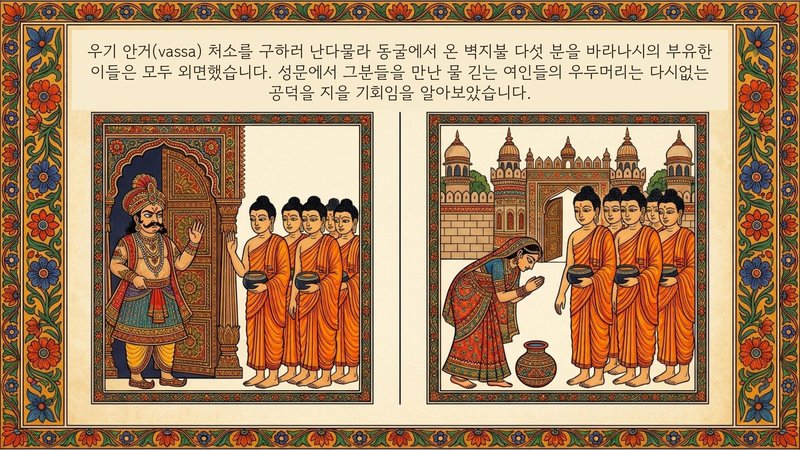 우기 안거(vassa) 처소를 구하러 난다물라 동굴에서 온 벽지불 다섯 분을 바라나시의 부유한
이들은 모두 외면했습니다. 성문에서 그분들을 만난 물 긷는 여인들의 우두머리는 다시없는
공덕을 지을 기회임을 알아보았습니다.